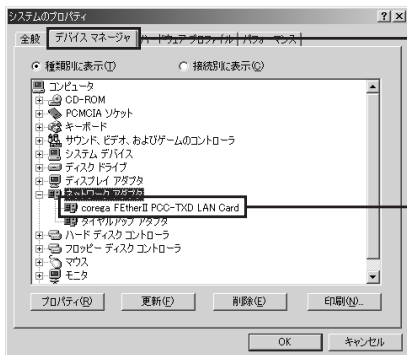 システムのプロパティ
全般 デバイス マネージャ ハードウェア プロファイル パフォーマンス
種類別に表示(T) 接続別に表示(C)
コンピュータ
CD-ROM
PCMCIA ソケット
キーボード
サウンド、ビデオ、およびゲームのコントローラ
システム デバイス
ディスク ドライブ
ディスプレイ アダプタ
ネットワーク アダプタ
corega FEtherII PCC-TXD LAN Card
ダイヤルアップ アダプタ
ハード ディスク コントローラ
フロッピー ディスク コントローラ
マウス
モニタ
プロパティ(R) 更新(F) 削除(E) 印刷(N)...
OK キャンセル